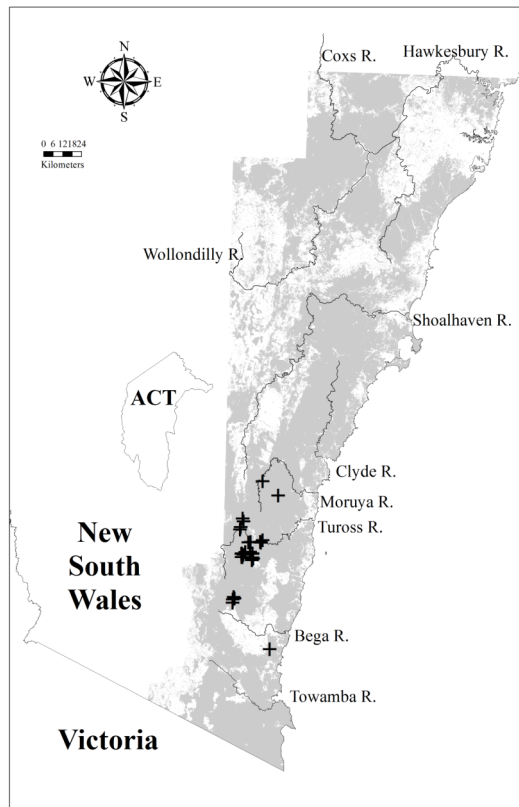 Coxs R.
Hawkesbury R.
N
W
E
S
0 6 121824
Kilometers
Wollondilly R.
Shoalhaven R.
ACT
Clyde R.
Moruya R.
Tuross R.
New
South
Wales
Bega R.
Towamba R.
Victoria